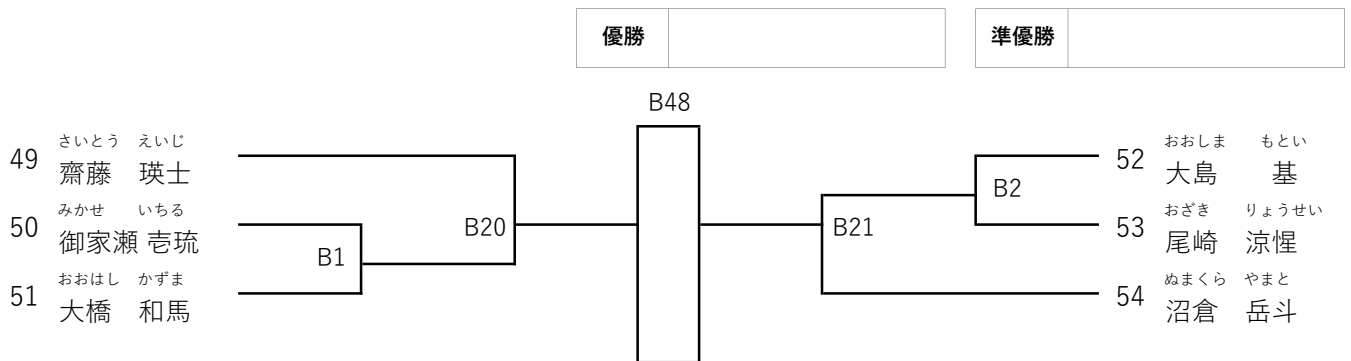 優勝
準優勝
B48
さいとう えいじ
49 齋藤 瑛士
みかせ いちる
50 御家瀬 壱琉
おおはし かずま
51 大橋 和馬
B1
B20
B21
B2
おおしま もとい
52 大島 基
おざき りょうせい
53 尾崎 涼惺
ぬまくら やまと
54 沼倉 岳斗